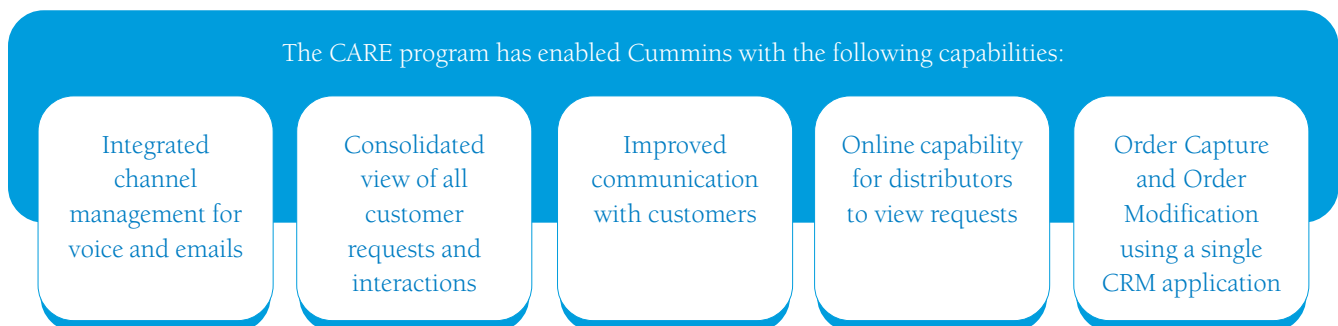 The CARE program has enabled Cummins with the following capabilities:
Integrated
channel
management for
voice and emails
Consolidated
view of all
customer
requests and
interactions
Improved
communication
with customers
Online capability
for distributors
to view requests
Order Capture
and Order
Modification
using a single
CRM application